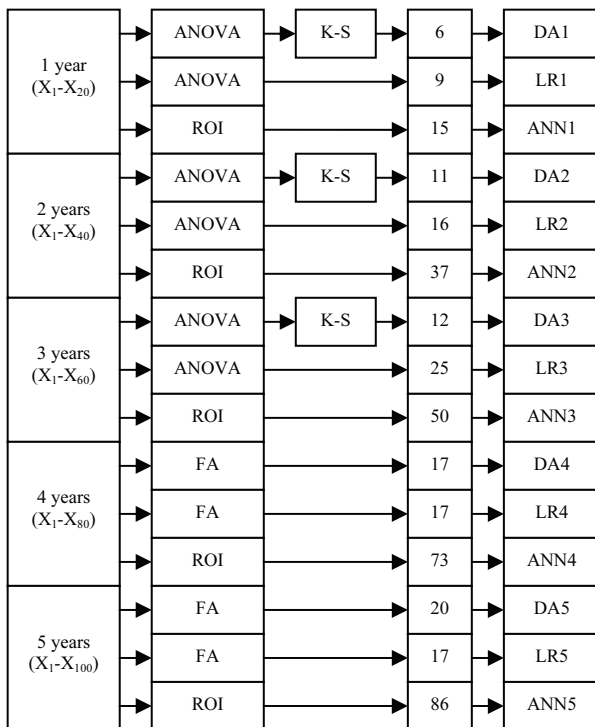 ANOVA K-S 6 DA1
1 year
(X₁-X₂₀)
ANOVA 9 LR1
ROI 15 ANN1
ANOVA K-S 11 DA2
2 years
(X₁-X₄₀)
ANOVA 16 LR2
ROI 37 ANN2
ANOVA K-S 12 DA3
3 years
(X₁-X₆₀)
ANOVA 25 LR3
ROI 50 ANN3
FA 17 DA4
4 years
(X₁-X₈₀)
FA 17 LR4
ROI 73 ANN4
FA 20 DA5
5 years
(X₁-X₁₀₀)
FA 17 LR5
ROI 86 ANN5